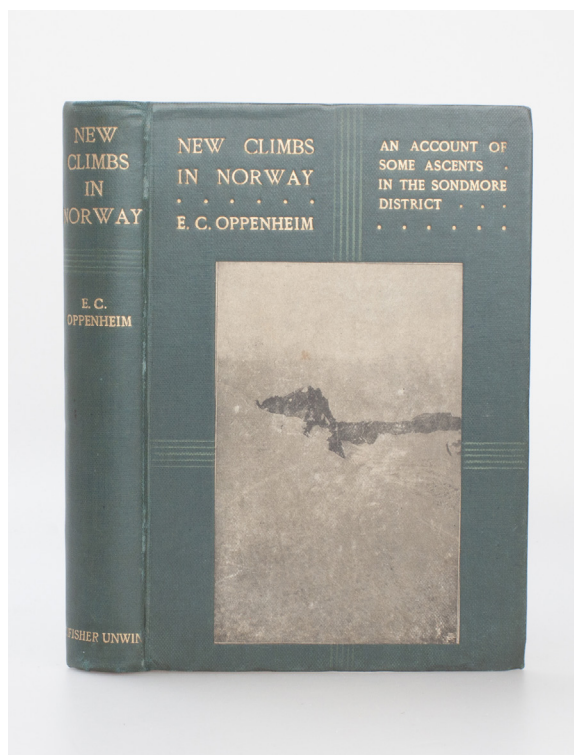 NEW
CLIMBS
IN
NORWAY
E. C.
OPPENHEIM
FISHER UNWIN
NEW CLIMBS
IN NORWAY
. . . . . .
E. C. OPPENHEIM
AN ACCOUNT OF
SOME ASCENTS .
IN THE SONDMORE
DISTRICT . . .
. . . . . .